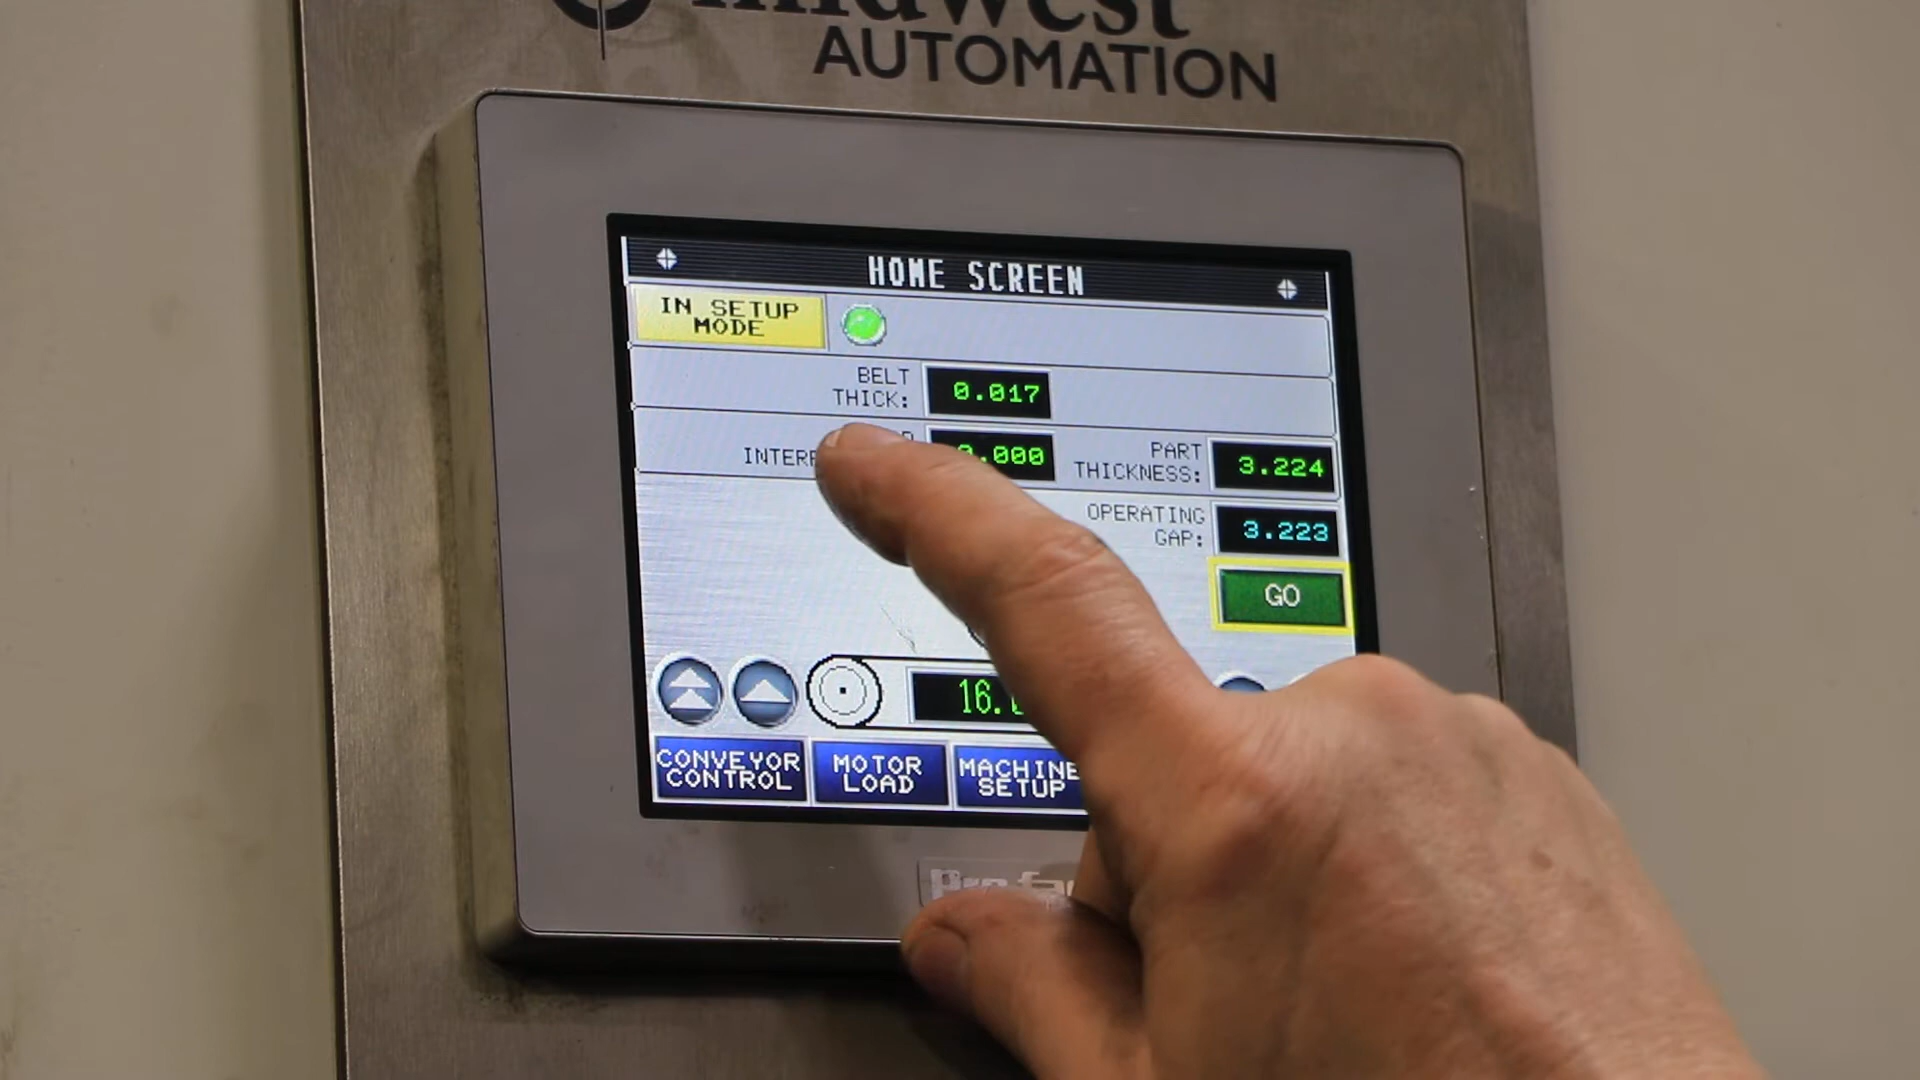 Midwest
AUTOMATION
HOME SCREEN
IN SETUP
MODE
BELT
THICK:
0.017
PART
THICKNESS:
3.224
OPERATING
GAP:
3.223
GO
CONVEYOR
CONTROL
MOTOR
LOAD
MACHINE
SETUP